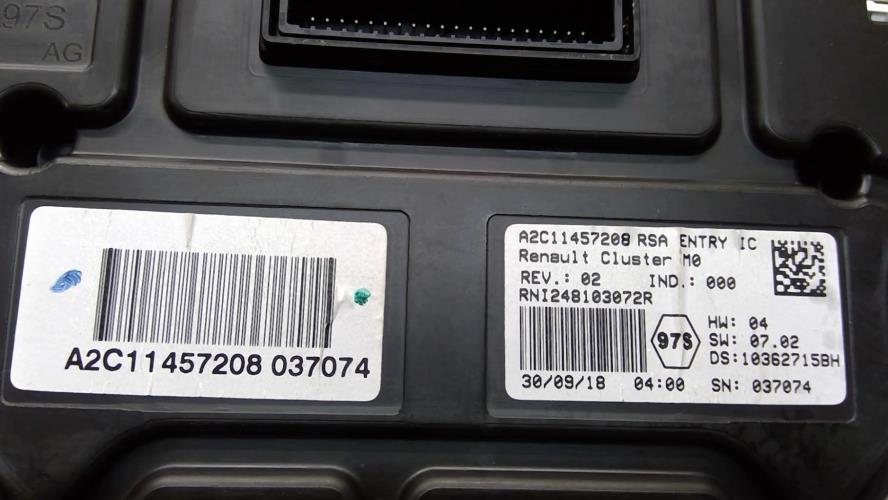 97S
AG
A2C11457208 037074
A2C11457208 RSA ENTRY IC
Renault Cluster M0
REV.: 02 IND.: 000
RNI248103072R
97S
HW: 04
SW: 07.02
DS:10362715BH
30/09/18 04:00 SN: 037074